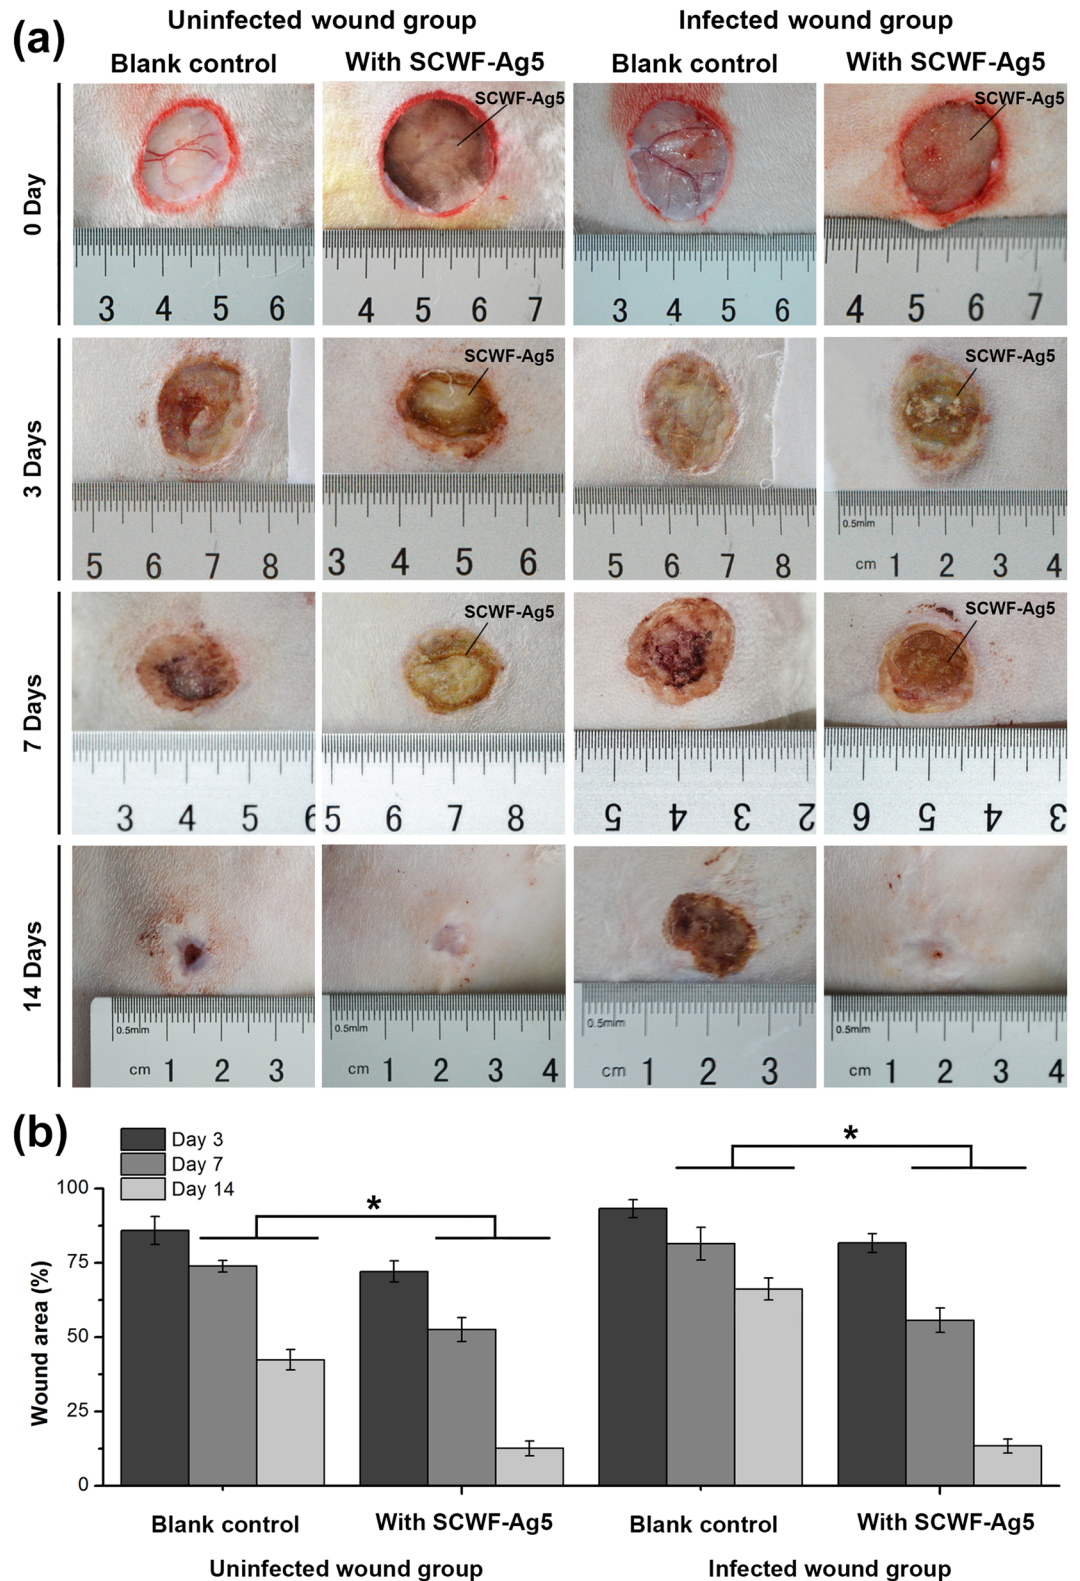 (a)
Uninfected wound group
Infected wound group
Blank control
With SCWF-Ag5
Blank control
With SCWF-Ag5
0 Day
SCWF-Ag5
SCWF-Ag5
3 4 5 6
4 5 6 7
3 4 5 6
4 5 6 7
3 Days
SCWF-Ag5
SCWF-Ag5
5 6 7 8
3 4 5 6
5 6 7 8
0.5mm
cm 1 2 3 4
7 Days
SCWF-Ag5
SCWF-Ag5
3 4 5 6
5 6 7 8
5 4 3 2
6 5 4 3
14 Days
0.5mm
cm 1 2 3
0.5mm
cm 1 2 3 4
0.5mm
cm 1 2 3
0.5mm
cm 1 2 3 4
(b)
Day 3
Day 7
Day 14
*
*
Wound area (%)
100
75
50
25
0
Blank control
With SCWF-Ag5
Blank control
With SCWF-Ag5
Uninfected wound group
Infected wound group